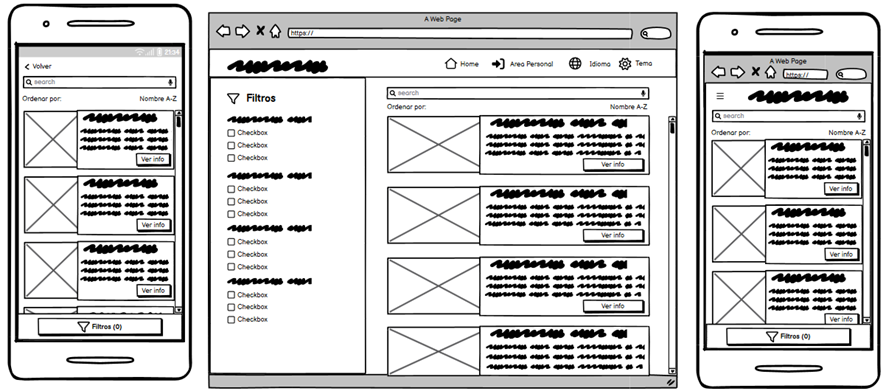 23:54
Volver
search
Ordenar por: Nombre A-Z
Ver info
Ver info
Ver info
Filtros (0)
A Web Page
https://
Home Area Personal Idioma Tema
Filtros
Checkbox
Checkbox
Checkbox
Checkbox
Checkbox
Checkbox
Checkbox
Checkbox
Checkbox
Checkbox
Checkbox
Checkbox
search
Ordenar por: Nombre A-Z
Ver info
Ver info
Ver info
A Web Page
https://
search
Ordenar por: Nombre A-Z
Ver info
Ver info
Ver info
Filtros (0)